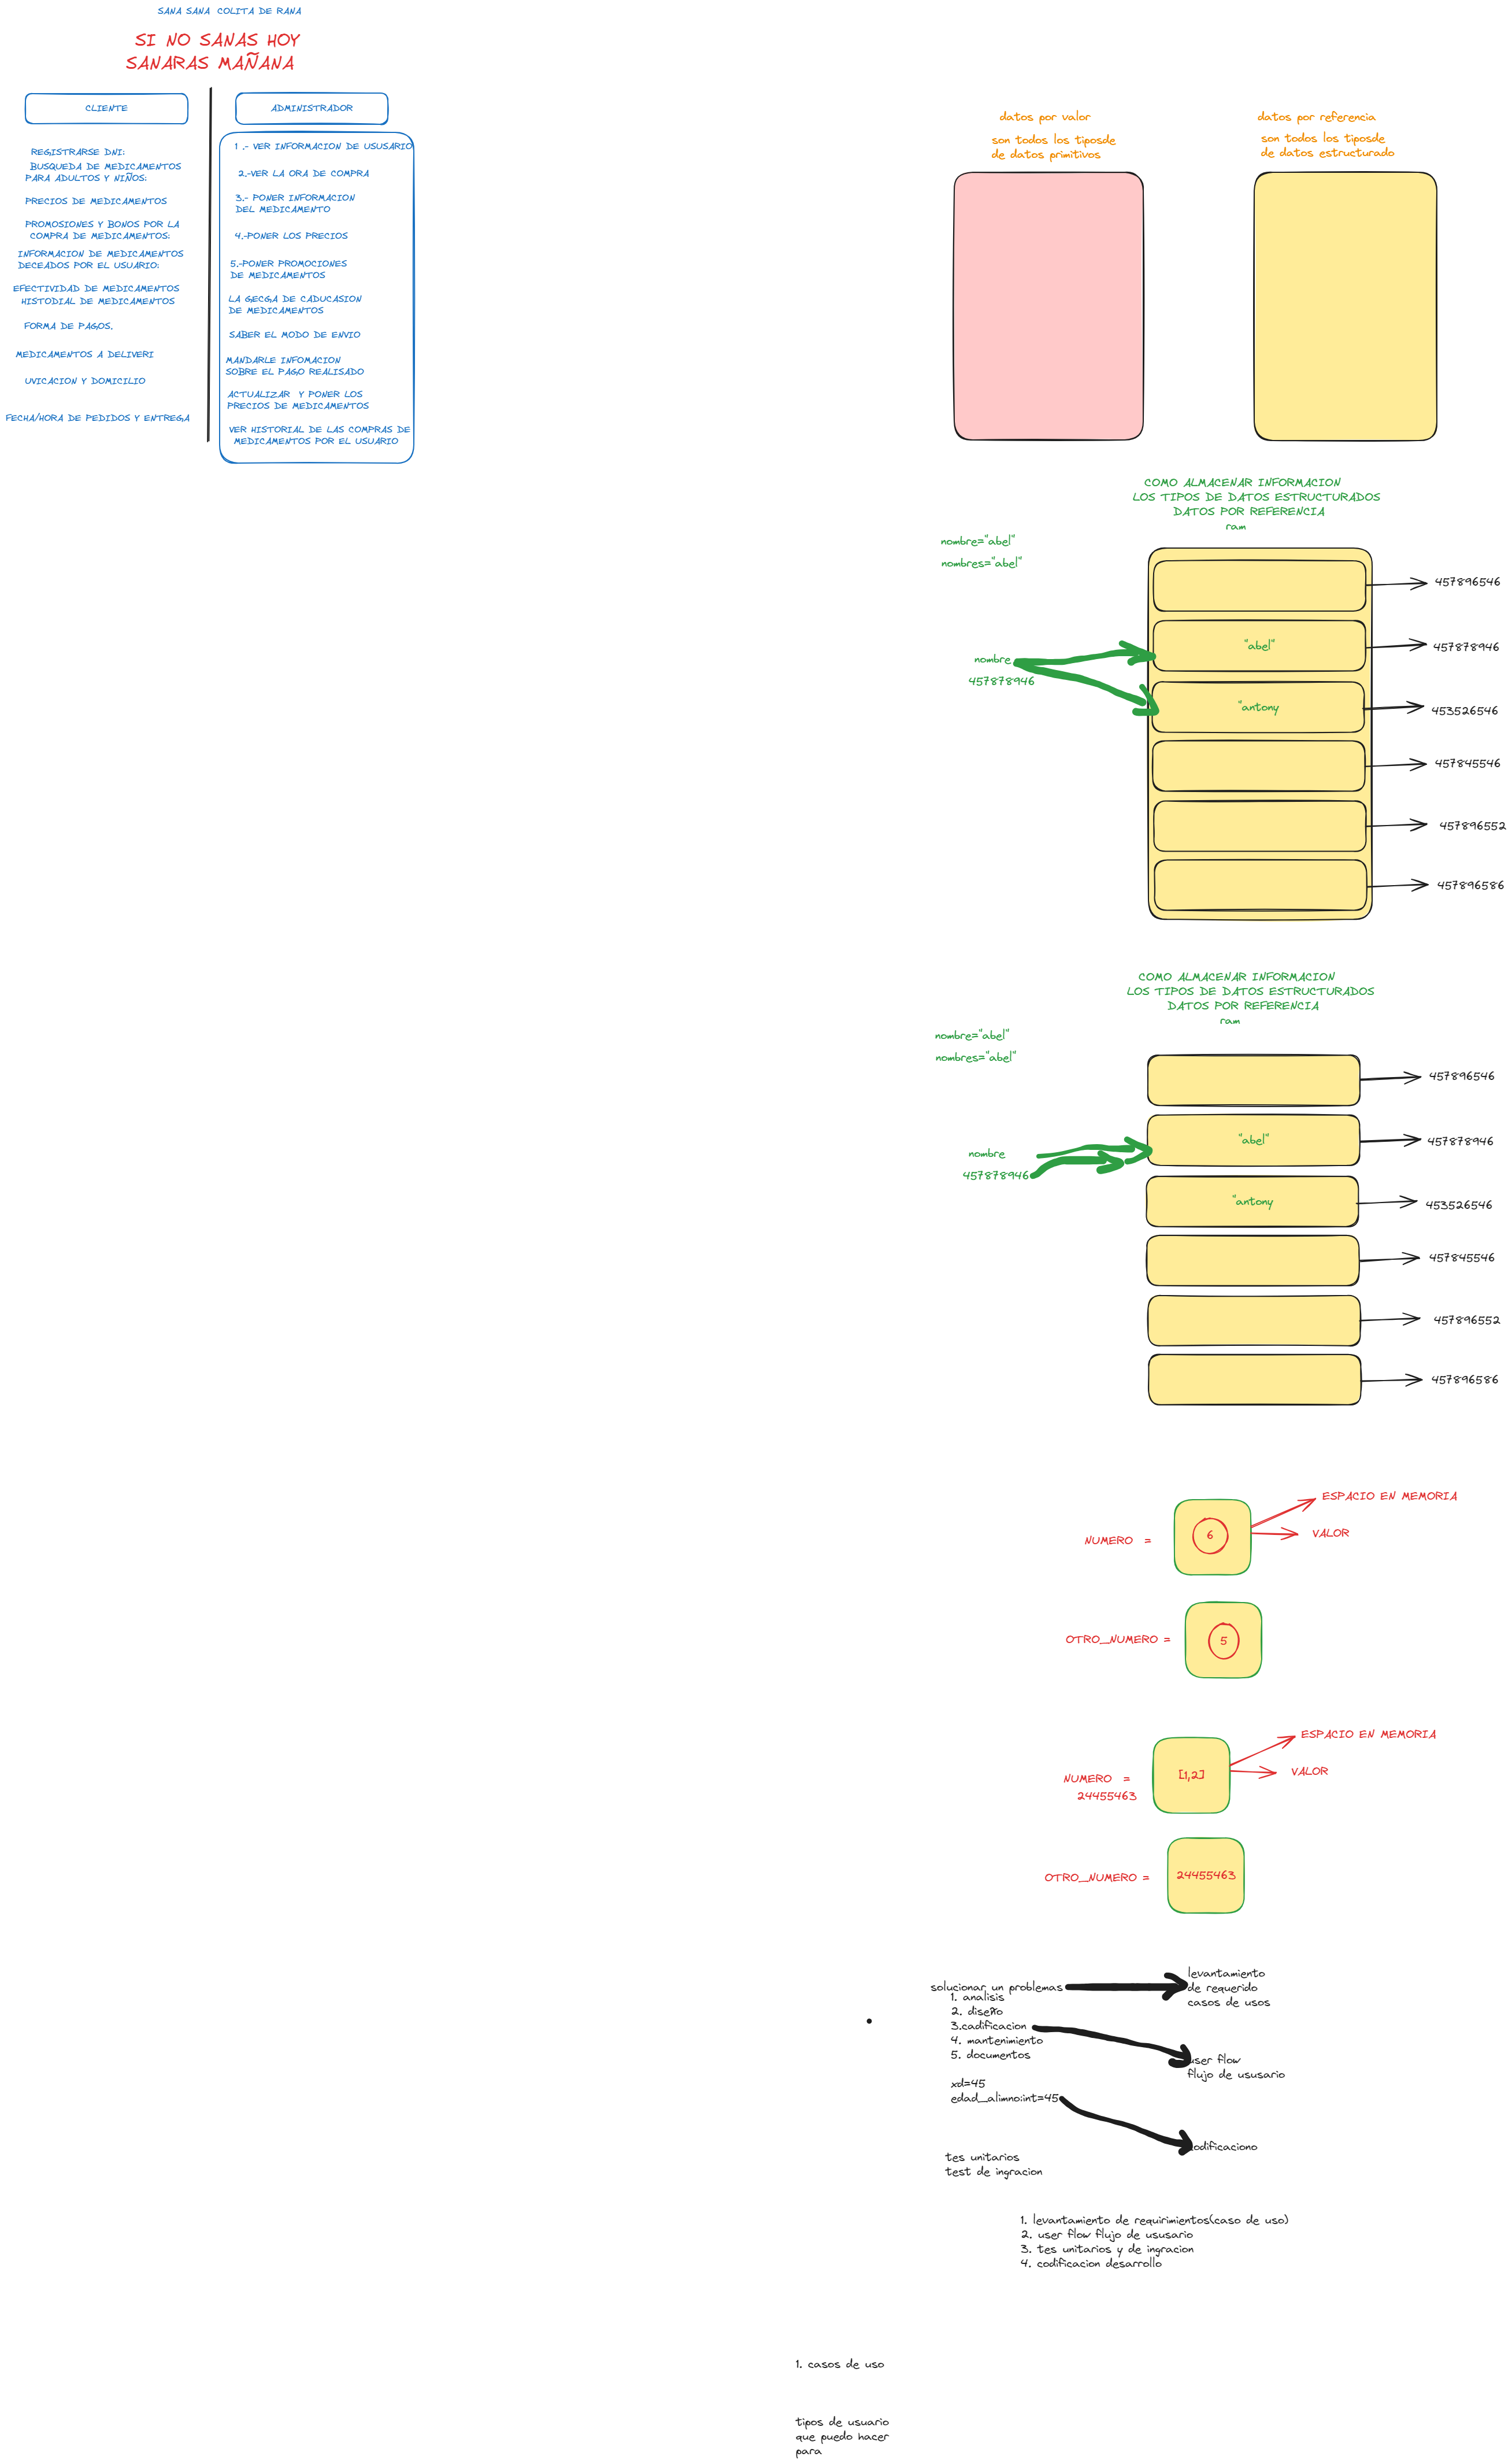 SANA SANA COLITA DE RANA
SI NO SANAS HOY
SANARAS MAÑANA
CLIENTE
REGISTRARSE DNI:
BUSQUEDA DE MEDICAMENTOS
PARA ADULTOS Y NIÑOS:
PRECIOS DE MEDICAMENTOS
PROMOSIONES Y BONOS POR LA
COMPRA DE MEDICAMENTOS:
INFORMACION DE MEDICAMENTOS
DECEADOS POR EL USUARIO:
EFECTIVIDAD DE MEDICAMENTOS
HISTODIAL DE MEDICAMENTOS
FORMA DE PAGOS.
MEDICAMENTOS A DELIVERI
UVICACION Y DOMICILIO
FECHA/HORA DE PEDIDOS Y ENTREGA
ADMINISTRADOR
1 .- VER INFORMACION DE USUSARIO
2.-VER LA ORA DE COMPRA
3.- PONER INFORMACION
DEL MEDICAMENTO
4.-PONER LOS PRECIOS
5.-PONER PROMOCIONES
DE MEDICAMENTOS
LA GECGA DE CADUCASION
DE MEDICAMENTOS
SABER EL MODO DE ENVIO
MANDARLE INFOMACION
SOBRE EL PAGO REALISADO
ACTUALIZAR Y PONER LOS
PRECIOS DE MEDICAMENTOS
VER HISTORIAL DE LAS COMPRAS DE
MEDICAMENTOS POR EL USUARIO
datos por valor
son todos los tiposde
de datos primitivos
datos por referencia
son todos los tiposde
de datos estructurado
COMO ALMACENAR INFORMACION
LOS TIPOS DE DATOS ESTRUCTURADOS
DATOS POR REFERENCIA
ram
nombre="abel"
nombres="abel"
457896546
"abel"
457878946
nombre
457878946
"antony
453526546
457845546
457896552
457896586
COMO ALMACENAR INFORMACION
LOS TIPOS DE DATOS ESTRUCTURADOS
DATOS POR REFERENCIA
ram
nombre="abel"
nombres="abel"
457896546
"abel"
457878946
nombre
457878946
"antony
453526546
457845546
457896552
457896586
ESPACIO EN MEMORIA
NUMERO =
6
VALOR
OTRO_NUMERO =
5
ESPACIO EN MEMORIA
NUMERO =
24455463
[1,2]
VALOR
OTRO_NUMERO =
24455463
solucionar un problemas
1. analisis
2. diseño
3.cadificacion
4. mantenimiento
5. documentos
xd=45
edad_alimno:int=45
levantamiento
de requerido
casos de usos
user flow
flujo de ususario
codificaciono
tes unitarios
test de ingracion
1. levantamiento de requirimientos(caso de uso)
2. user flow flujo de ususario
3. tes unitarios y de ingracion
4. codificacion desarrollo
1. casos de uso
tipos de usuario
que puedo hacer
para